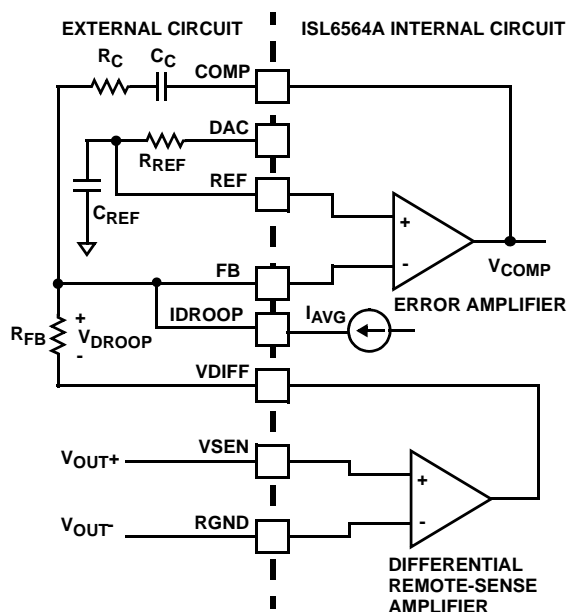 EXTERNAL CIRCUIT
ISL6564A INTERNAL CIRCUIT
RC
CC
COMP
DAC
RREF
REF
CREF
+
-
FB
VCOMP
ERROR AMPLIFIER
IDROOP
IAVG
RFB
+
VDROOP
-
VDIFF
VOUT+
VSEN
+
VOUT-
RGND
-
DIFFERENTIAL
REMOTE-SENSE
AMPLIFIER